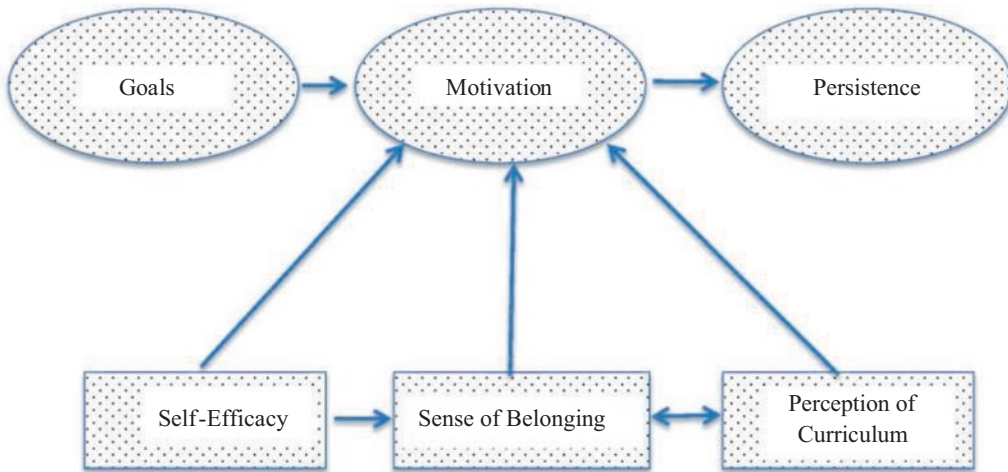 Goals
Motivation
Persistence
Self-Efficacy
Sense of Belonging
Perception of
Curriculum